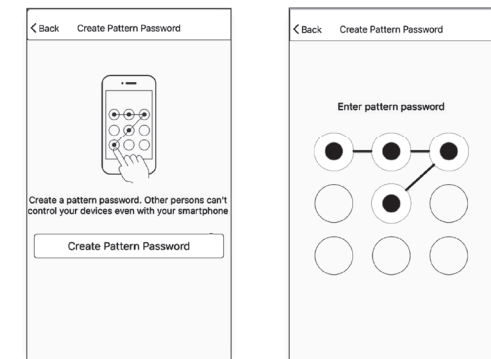 Back Create Pattern Password
Create a pattern password. Other persons can't
control your devices even with your smartphone
Create Pattern Password
Back Create Pattern Password
Enter pattern password